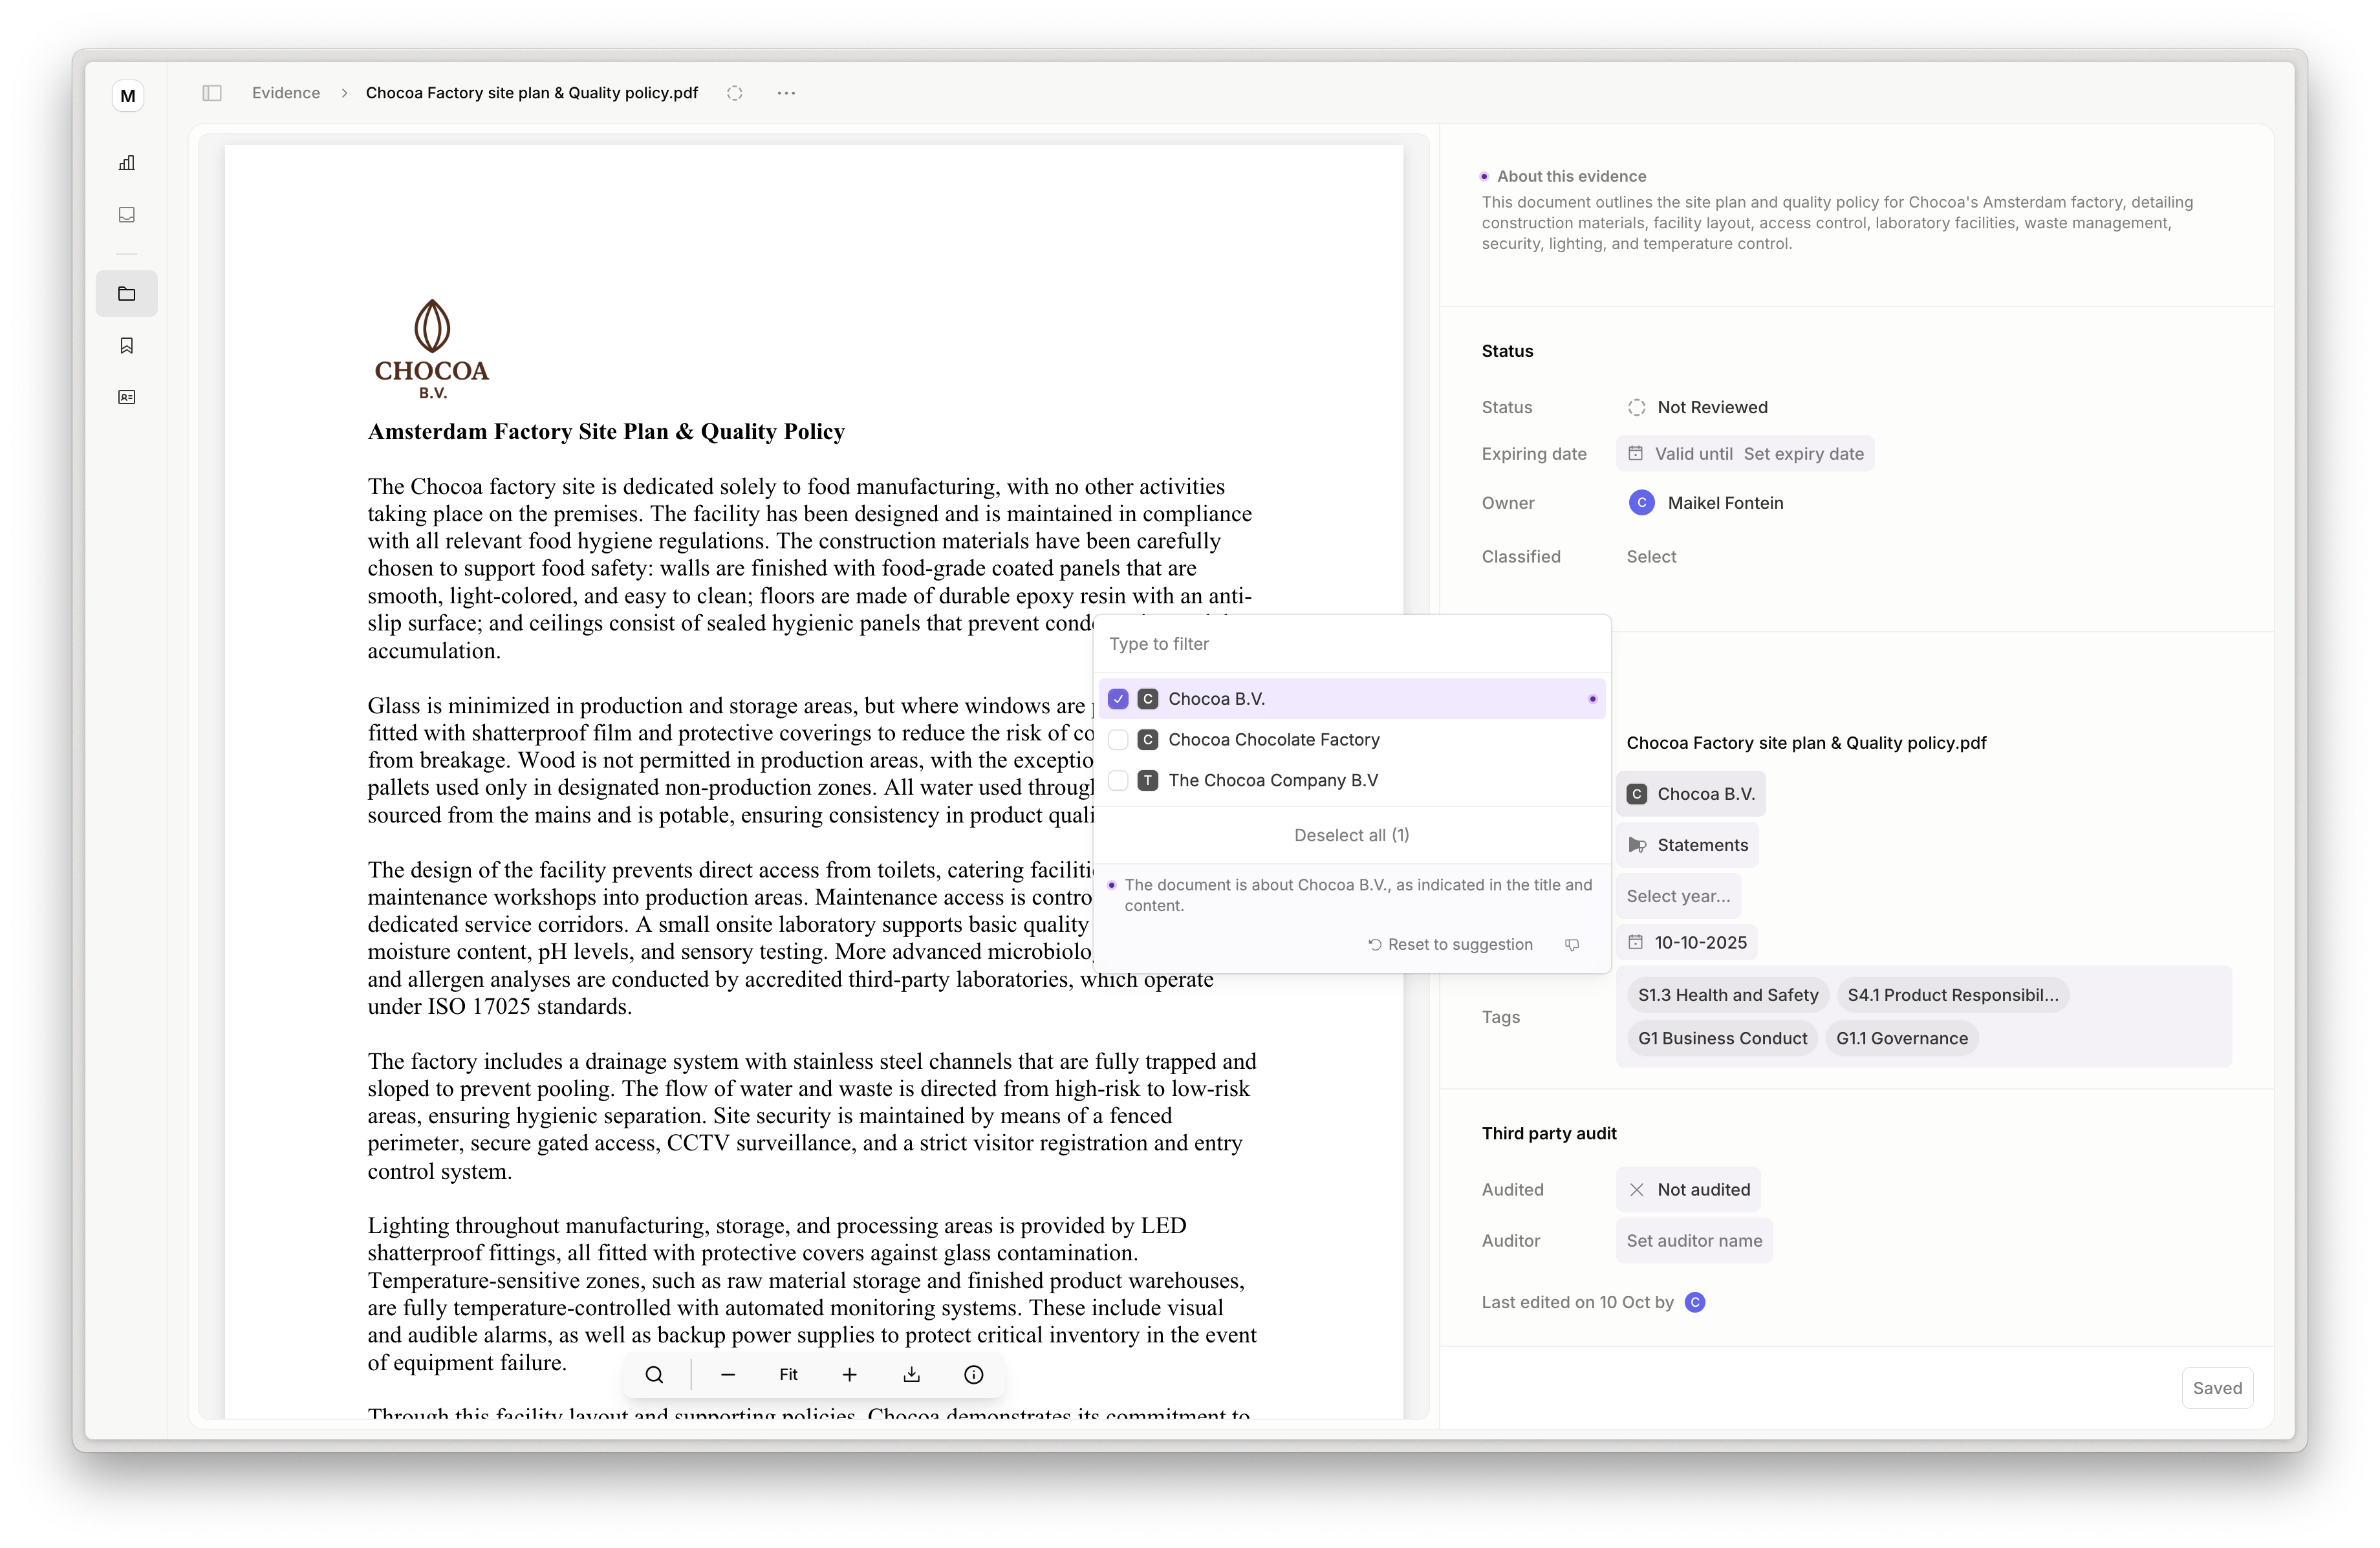 M
Evidence > Chocoa Factory site plan & Quality policy.pdf
CHOCOA
B.V.
Amsterdam Factory Site Plan & Quality Policy
The Chocoa factory site is dedicated solely to food manufacturing, with no other activities
taking place on the premises. The facility has been designed and is maintained in compliance
with all relevant food hygiene regulations. The construction materials have been carefully
chosen to support food safety: walls are finished with food-grade coated panels that are
smooth, light-colored, and easy to clean; floors are made of durable epoxy resin with an anti-
slip surface; and ceilings consist of sealed hygienic panels that prevent
accumulation.
Glass is minimized in production and storage areas, but where windows are
fitted with shatterproof film and protective coverings to reduce the risk of
from breakage. Wood is not permitted in production areas, with the
pallets used only in designated non-production zones. All water used
sourced from the mains and is potable, ensuring consistency in product
The design of the facility prevents direct access from toilets, catering
maintenance workshops into production areas. Maintenance access is
dedicated service corridors. A small onsite laboratory supports basic quality
moisture content, pH levels, and sensory testing. More advanced
and allergen analyses are conducted by accredited third-party laboratories, which operate
under ISO 17025 standards.
The factory includes a drainage system with stainless steel channels that are fully trapped and
sloped to prevent pooling. The flow of water and waste is directed from high-risk to low-risk
areas, ensuring hygienic separation. Site security is maintained by means of a fenced
perimeter, secure gated access, CCTV surveillance, and a strict visitor registration and entry
control system.
Lighting throughout manufacturing, storage, and processing areas is provided by LED
shatterproof fittings, all fitted with protective covers against glass contamination.
Temperature-sensitive zones, such as raw material storage and finished product warehouses,
are fully temperature-controlled with automated monitoring systems. These include visual
and audible alarms, as well as backup power supplies to protect critical inventory in the event
of equipment failure.
Through this facility layout and supporting policies, Chocoa demonstrates its commitment to
Fit
Type to filter
C Chocoa B.V.
C Chocoa Chocolate Factory
T The Chocoa Company B.V
Deselect all (1)
The document is about Chocoa B.V., as indicated in the title and
content.
Reset to suggestion
About this evidence
This document outlines the site plan and quality policy for Chocoa's Amsterdam factory, detailing
construction materials, facility layout, access control, laboratory facilities, waste management,
security, lighting, and temperature control.
Status
Status Not Reviewed
Expiring date Valid until Set expiry date
Owner C Maikel Fontein
Classified Select
Chocoa Factory site plan & Quality policy.pdf
C Chocoa B.V.
Statements
Select year...
10-10-2025
Tags
S1.3 Health and Safety S4.1 Product Responsibil...
G1 Business Conduct G1.1 Governance
Third party audit
Audited Not audited
Auditor Set auditor name
Last edited on 10 Oct by C
Saved